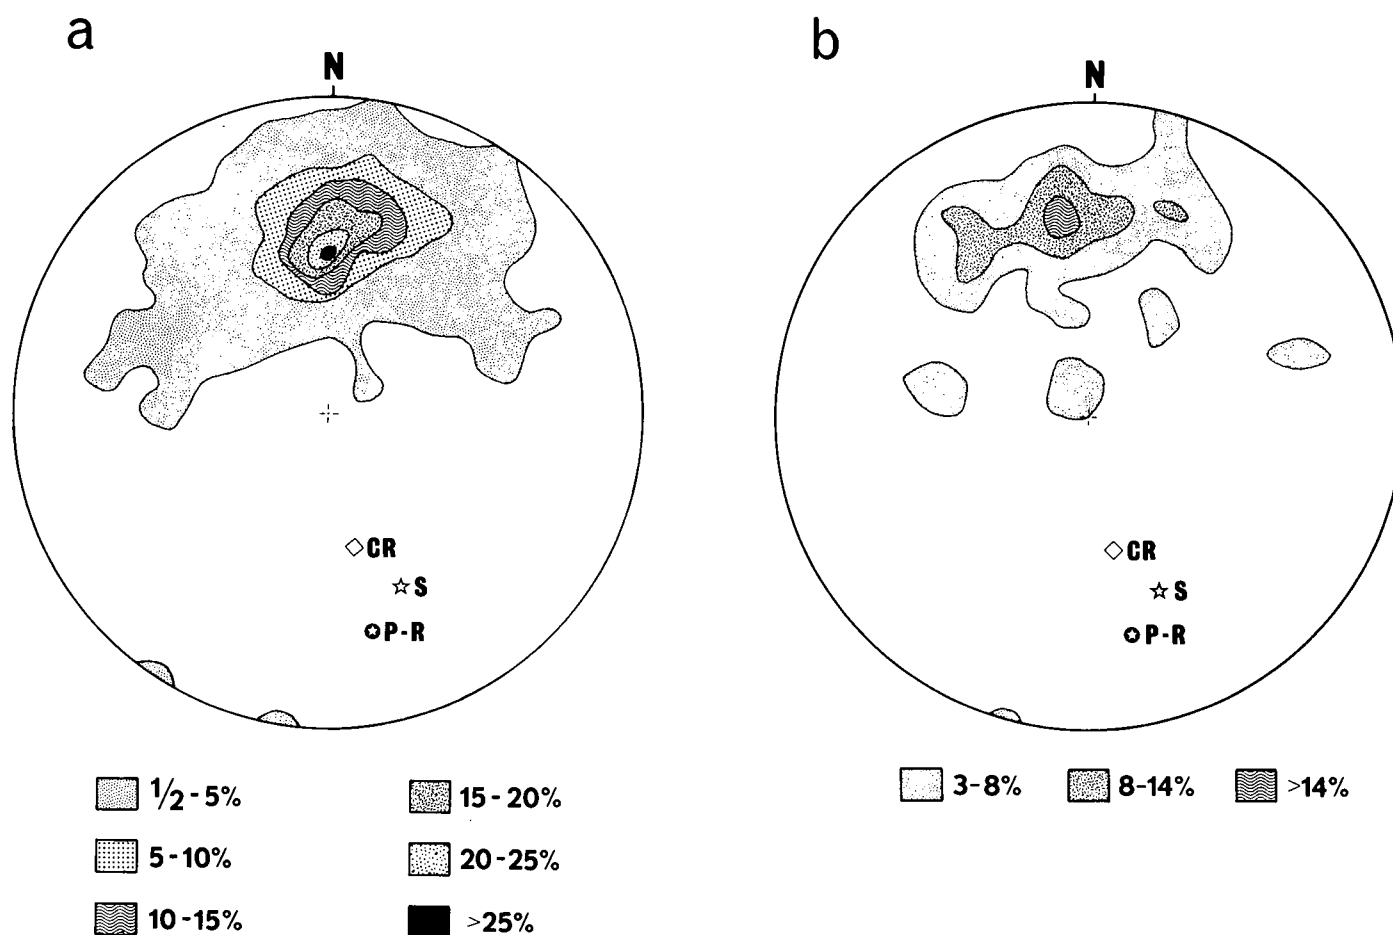 a
b
N
N
CR
S
P-R
CR
S
P-R
1/2-5%
15-20%
5-10%
20-25%
10-15%
>25%
3-8%
8-14%
>14%